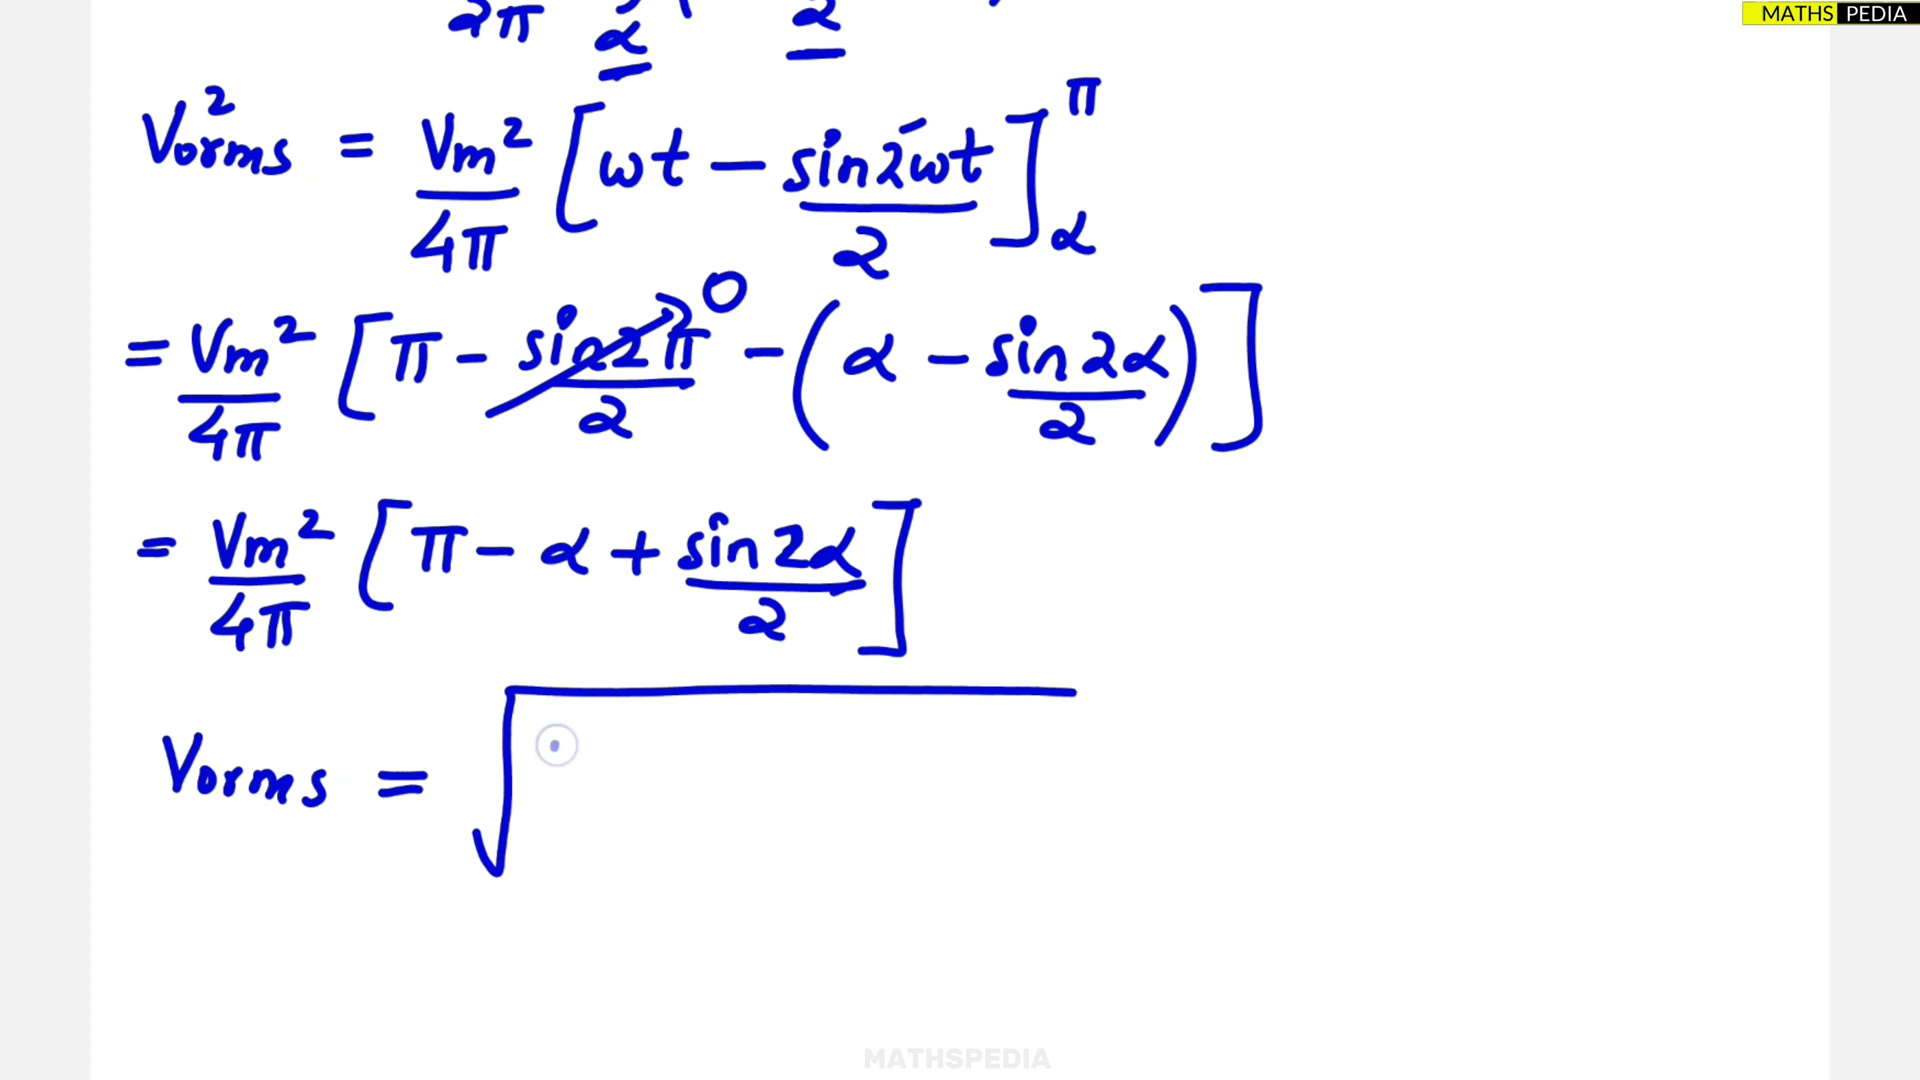 MATHS PEDIA
2π α 2
Vorms² = Vm²/4π [ωt - sin2ωt/2]π α
= Vm²/4π [π - sin2π/2 0 - (α - sin2α/2)]
= Vm²/4π [π - α + sin2α/2]
Vorms = √
MATHSPEDIA